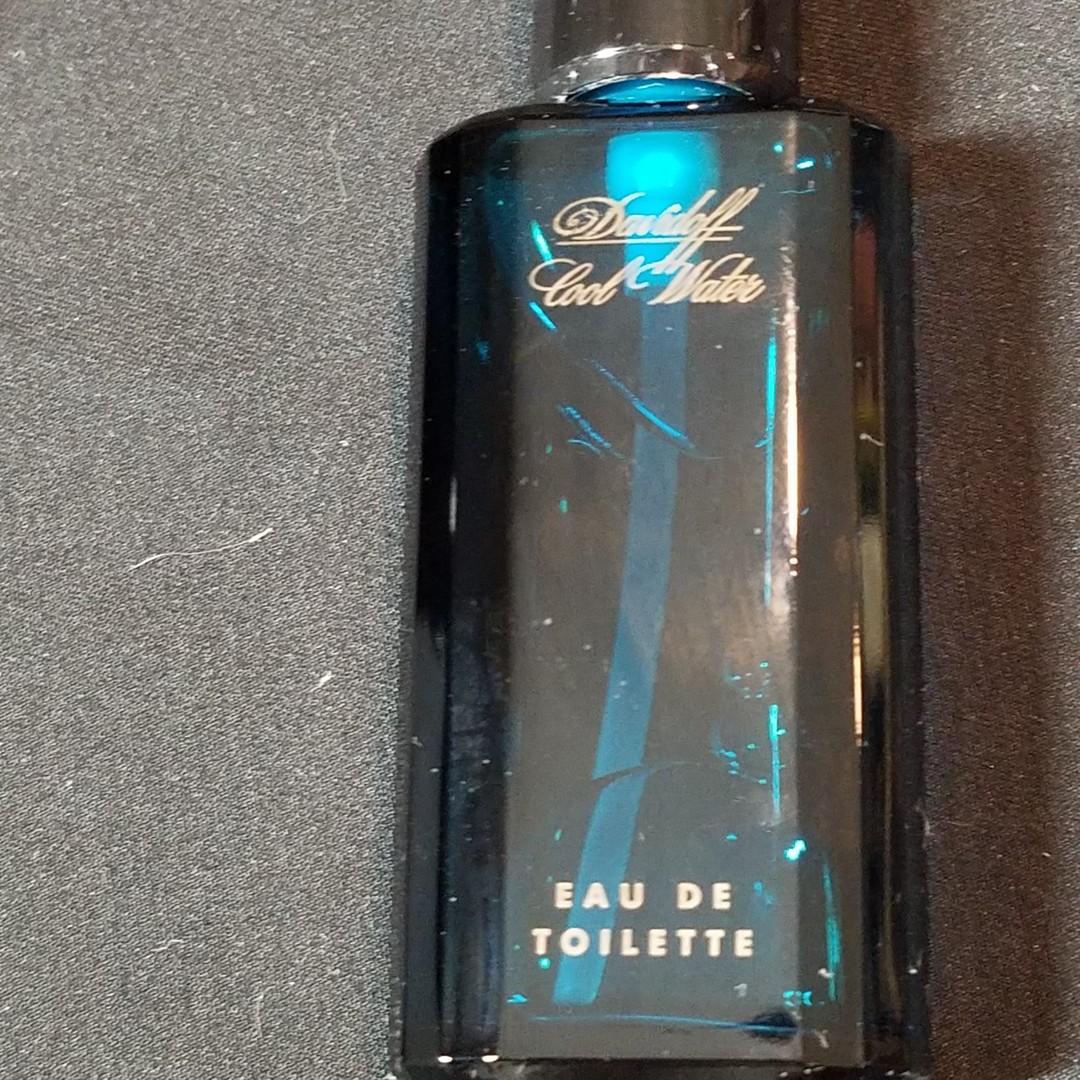 Davidoff
Cool Water
EAU DE
TOILETTE